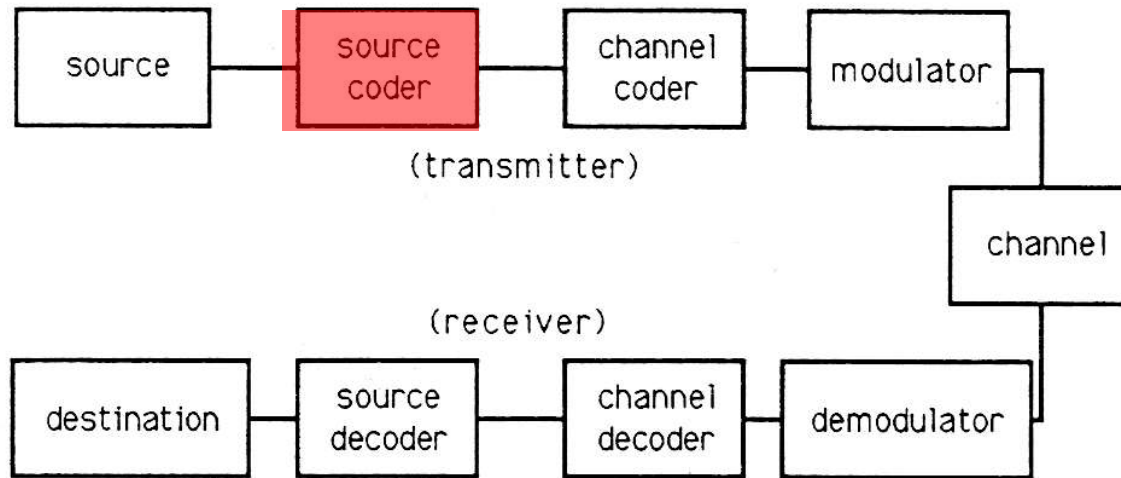 source
source
coder
channel
coder
modulator
(transmitter)
channel
(receiver)
destination
source
decoder
channel
decoder
demodulator